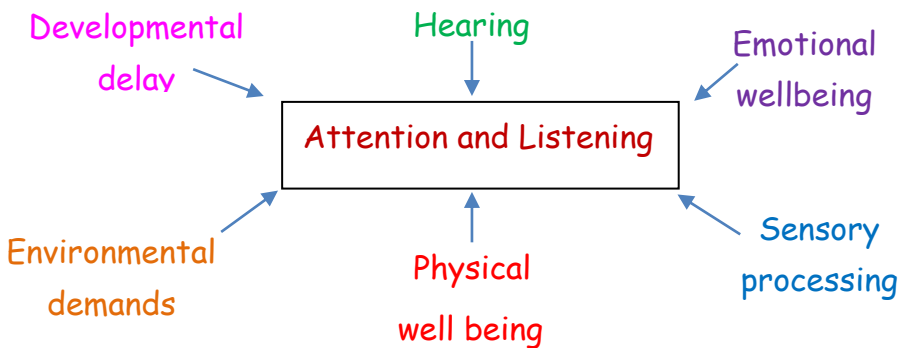 Developmental
delay
Hearing
Emotional
wellbeing
Attention and Listening
Environmental
demands
Physical
well being
Sensory
processing